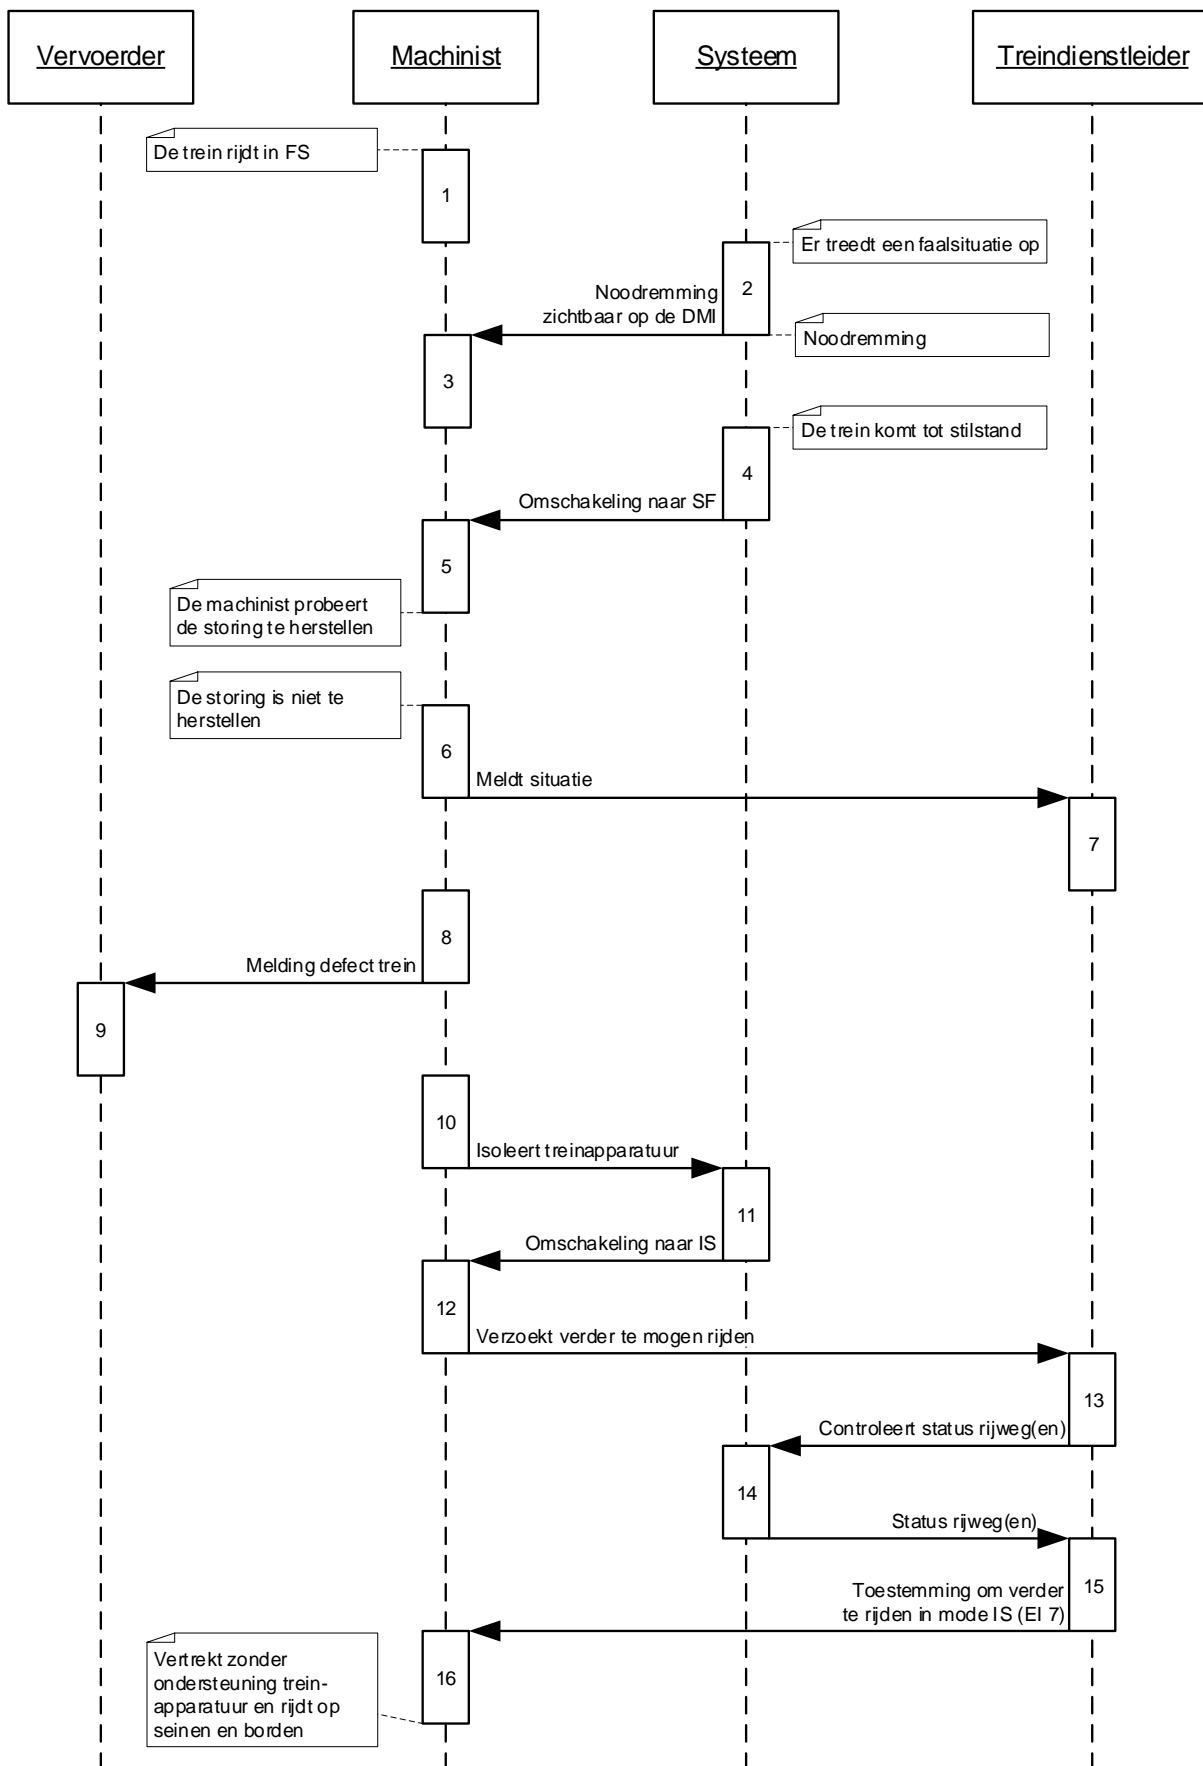 Vervoerder
Machinist
Systeem
Treindienstleider
De trein rijdt in FS
1
Er treedt een faalsituatie op
2
Noodremming
zichtbaar op de DMI
Noodremming
3
De trein komt tot stilstand
4
Omschakeling naar SF
5
De machinist probeert
de storing te herstellen
De storing is niet te
herstellen
6
Meldt situatie
7
8
Melding defect trein
9
10
Isoleert treinapparatuur
11
Omschakeling naar IS
12
Verzoekt verder te mogen rijden
13
Controleert status rijweg(en)
14
Status rijweg(en)
15
Toestemming om verder
te rijden in mode IS (EI 7)
16
Vertrekt zonder
ondersteuning trein-
apparatuur en rijdt op
seinen en borden